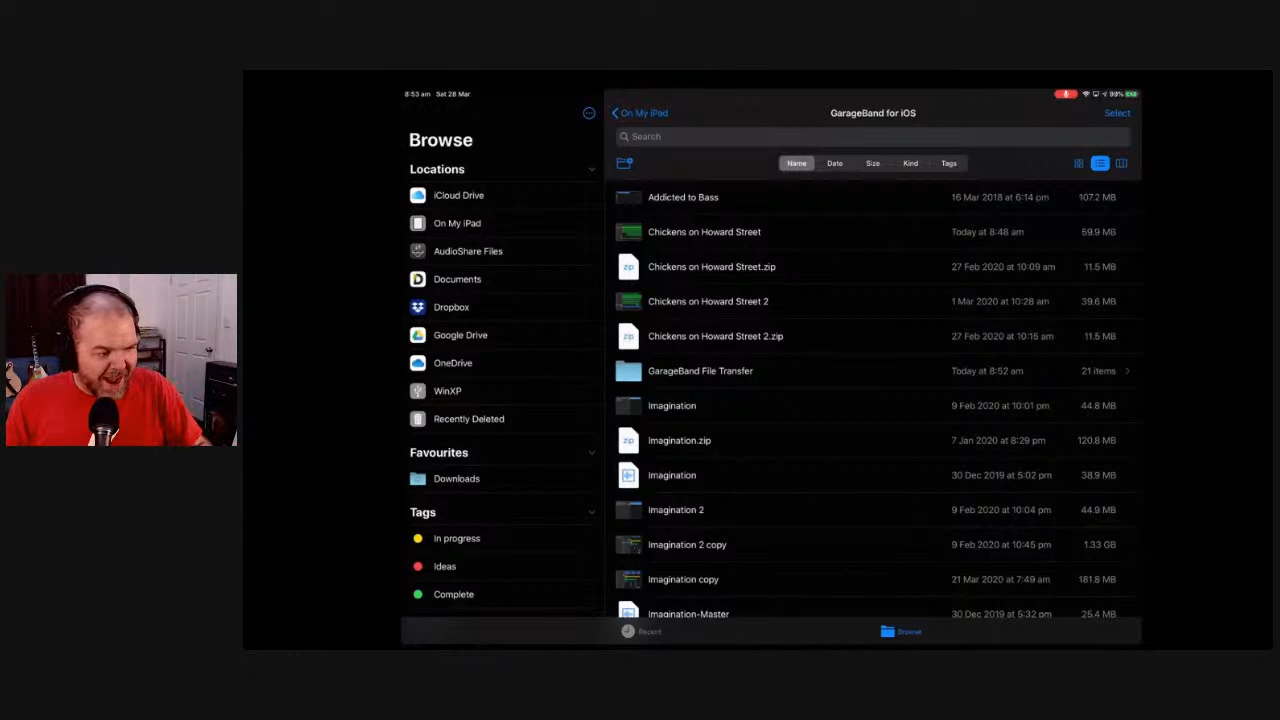 8:53 am Sat 28 Mar
99%
Browse
Locations
iCloud Drive
On My iPad
AudioShare Files
Documents
Dropbox
Google Drive
OneDrive
WinXP
Recently Deleted
Favourites
Downloads
Tags
In progress
Ideas
Complete
On My iPad
GarageBand for iOS
Select
Search
Name Date Size Kind Tags
Addicted to Bass 16 Mar 2018 at 6:14 pm 107.2 MB
Chickens on Howard Street Today at 8:48 am 59.9 MB
zip Chickens on Howard Street.zip 27 Feb 2020 at 10:09 am 11.5 MB
Chickens on Howard Street 2 1 Mar 2020 at 10:28 am 39.6 MB
zip Chickens on Howard Street 2.zip 27 Feb 2020 at 10:15 am 11.5 MB
GarageBand File Transfer Today at 8:52 am 21 items
Imagination 9 Feb 2020 at 10:01 pm 44.8 MB
zip Imagination.zip 7 Jan 2020 at 8:29 pm 120.8 MB
Imagination 30 Dec 2019 at 5:02 pm 38.9 MB
Imagination 2 9 Feb 2020 at 10:04 pm 44.9 MB
Imagination 2 copy 9 Feb 2020 at 10:45 pm 1.33 GB
Imagination copy 21 Mar 2020 at 7:49 am 181.8 MB
Imagination-Master 30 Dec 2019 at 5:32 pm 25.4 MB
Recent
Browse